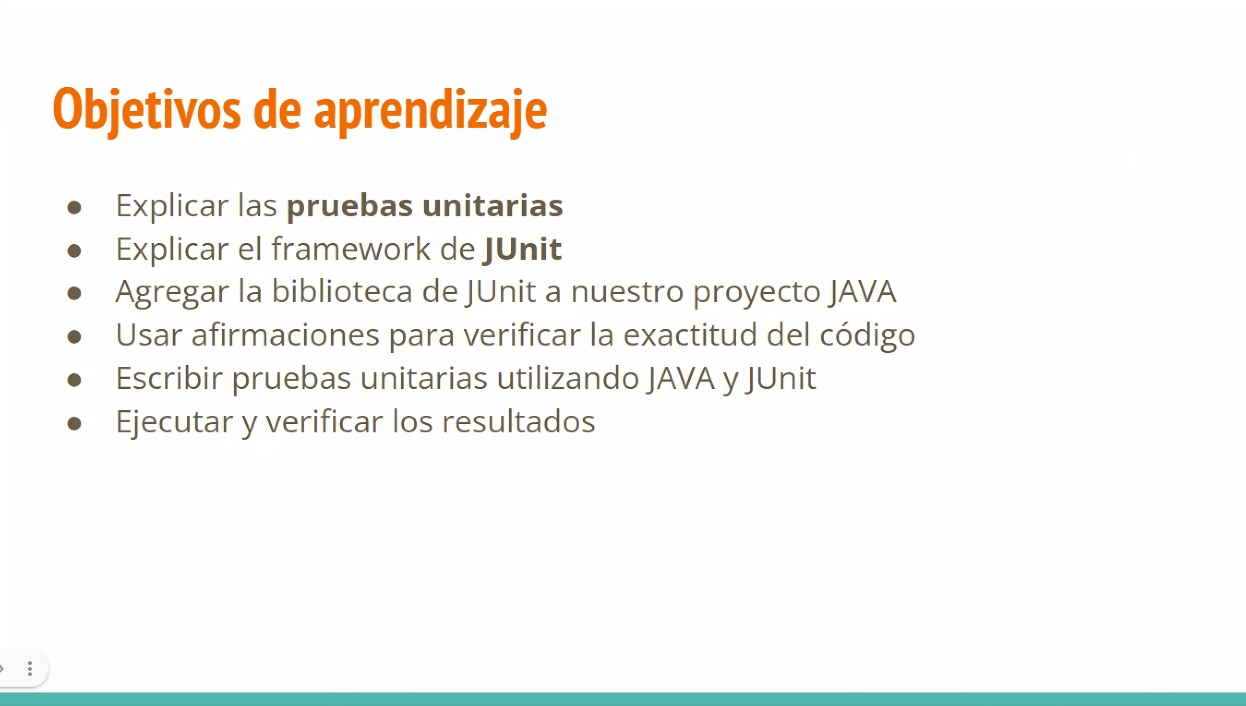 Objetivos de aprendizaje
● Explicar las pruebas unitarias
● Explicar el framework de JUnit
● Agregar la biblioteca de JUnit a nuestro proyecto JAVA
● Usar afirmaciones para verificar la exactitud del código
● Escribir pruebas unitarias utilizando JAVA y JUnit
● Ejecutar y verificar los resultados